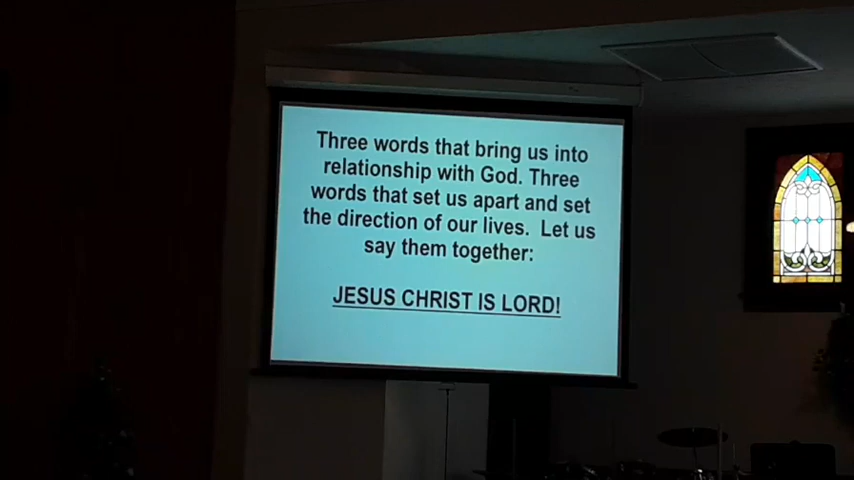 Three words that bring us into
relationship with God. Three
words that set us apart and set
the direction of our lives. Let us
say them together:
JESUS CHRIST IS LORD!